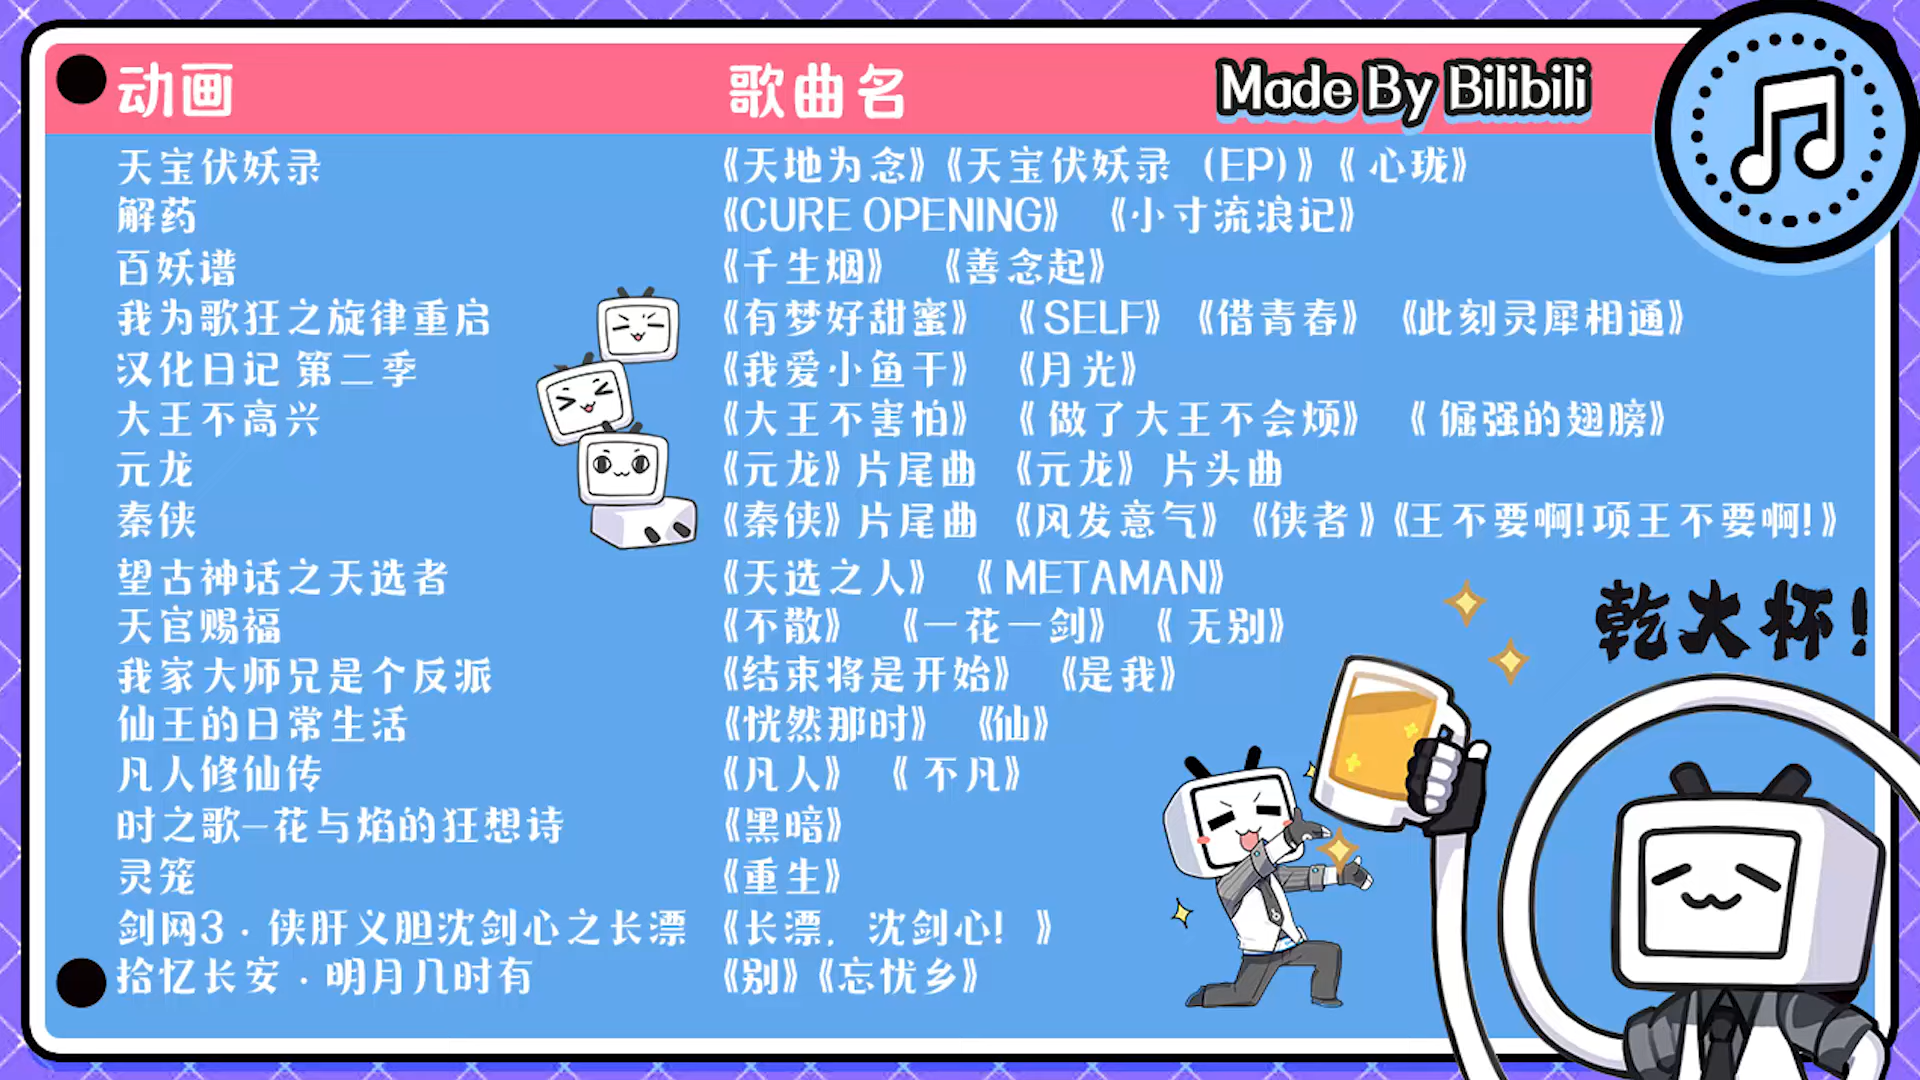 动画 歌曲名 Made By Bilibili
天宝伏妖录 《天地为念》《天宝伏妖录 (EP)》《 心珑》
解药 《CURE OPENING》 《小寸流浪记》
百妖谱 《千生烟》 《善念起》
我为歌狂之旋律重启 《有梦好甜蜜》 《 SELF》 《借青春》 《此刻灵犀相通》
汉化日记 第二季 《我爱小鱼干》 《月光》
大王不高兴 《大王不害怕》 《 做了大王不会烦》 《 倔强的翅膀》
元龙 《元龙》片尾曲 《元龙》 片头曲
秦侠 《秦侠》片尾曲 《风发意气》 《侠者 》《王不要啊!项王不要啊! 》
望古神话之天选者 《天选之人》 《 METAMAN》
天官赐福 《不散》 《一花一剑》 《 无别》
乾大杯!
我家大师兄是个反派 《结束将是开始》 《是我》
仙王的日常生活 《恍然那时》 《仙》
凡人修仙传 《凡人》 《 不凡》
时之歌-花与焰的狂想诗 《黑暗》
灵笼 《重生》
剑网3·侠肝义胆沈剑心之长漂 《长漂, 沈剑心! 》
拾忆长安·明月几时有 《别》《忘忧乡》